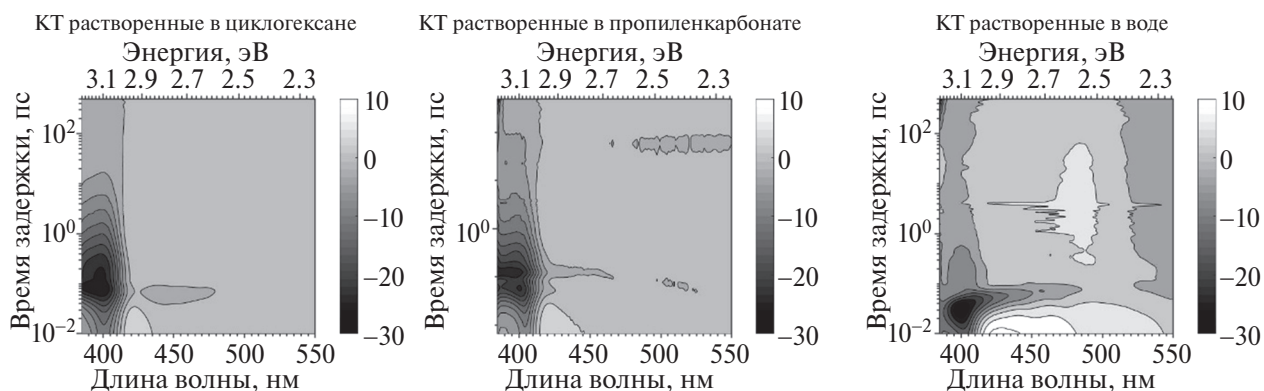 КТ растворенные в циклогексане
Энергия, эВ
3.1 2.9 2.7 2.5 2.3
Время задержки, пс
10²
10⁰
10⁻²
400 450 500 550
Длина волны, нм
10
0
−10
−20
−30
КТ растворенные в пропиленкарбонате
Энергия, эВ
3.1 2.9 2.7 2.5 2.3
Время задержки, пс
10⁰
400 450 500 550
Длина волны, нм
10
0
−10
−20
−30
КТ растворенные в воде
Энергия, эВ
3.1 2.9 2.7 2.5 2.3
Время задержки, пс
10²
10⁰
10⁻²
400 450 500 550
Длина волны, нм
10
0
−10
−20
−30